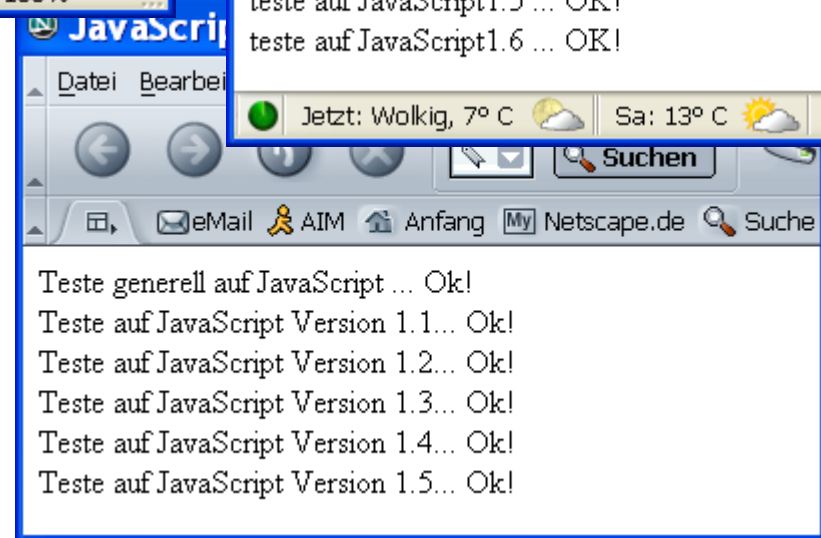 teste auf JavaScript1.6 ... OK!
JavaScrip
Datei Bearbei
Jetzt: Wolkig, 7° C Sa: 13° C
Suchen
eMail AIM Anfang My Netscape.de Suche
Teste generell auf JavaScript ... Ok!
Teste auf JavaScript Version 1.1... Ok!
Teste auf JavaScript Version 1.2... Ok!
Teste auf JavaScript Version 1.3... Ok!
Teste auf JavaScript Version 1.4... Ok!
Teste auf JavaScript Version 1.5... Ok!